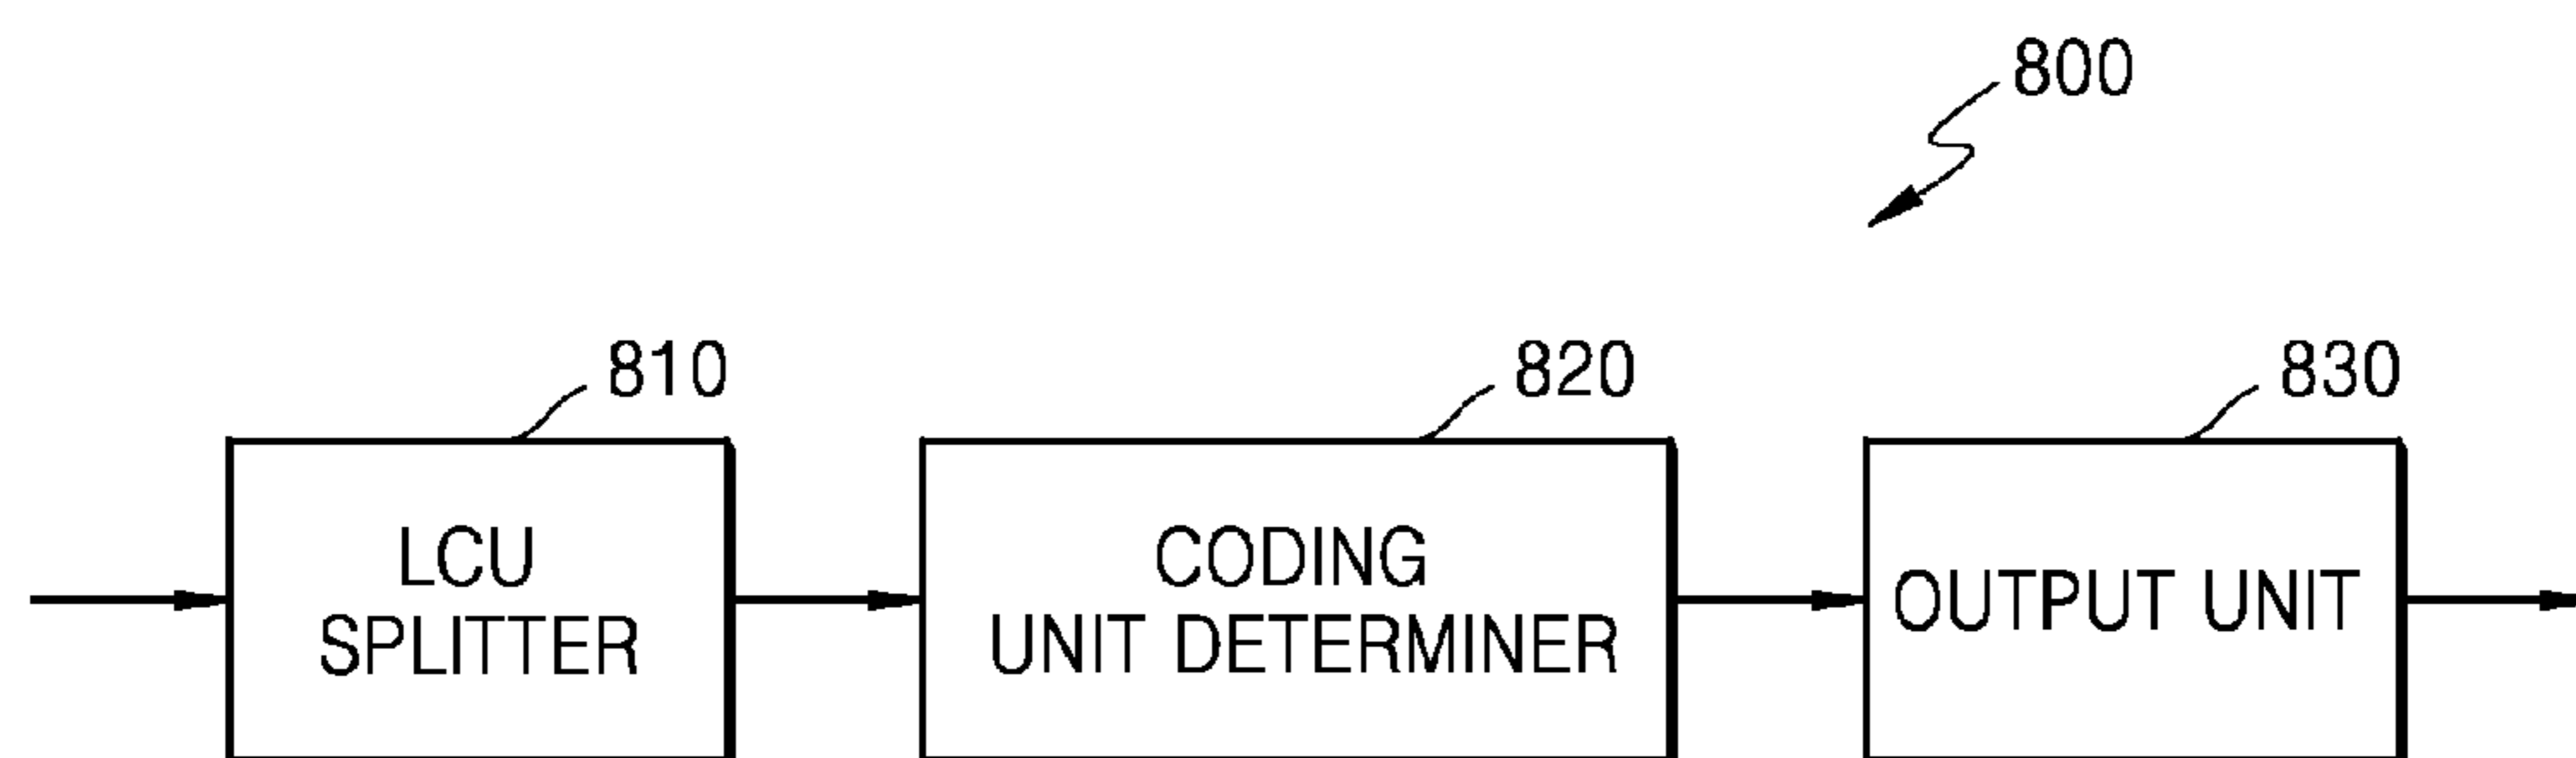 800
810
820
830
LCU
SPLITTER
CODING
UNIT DETERMINER
OUTPUT UNIT